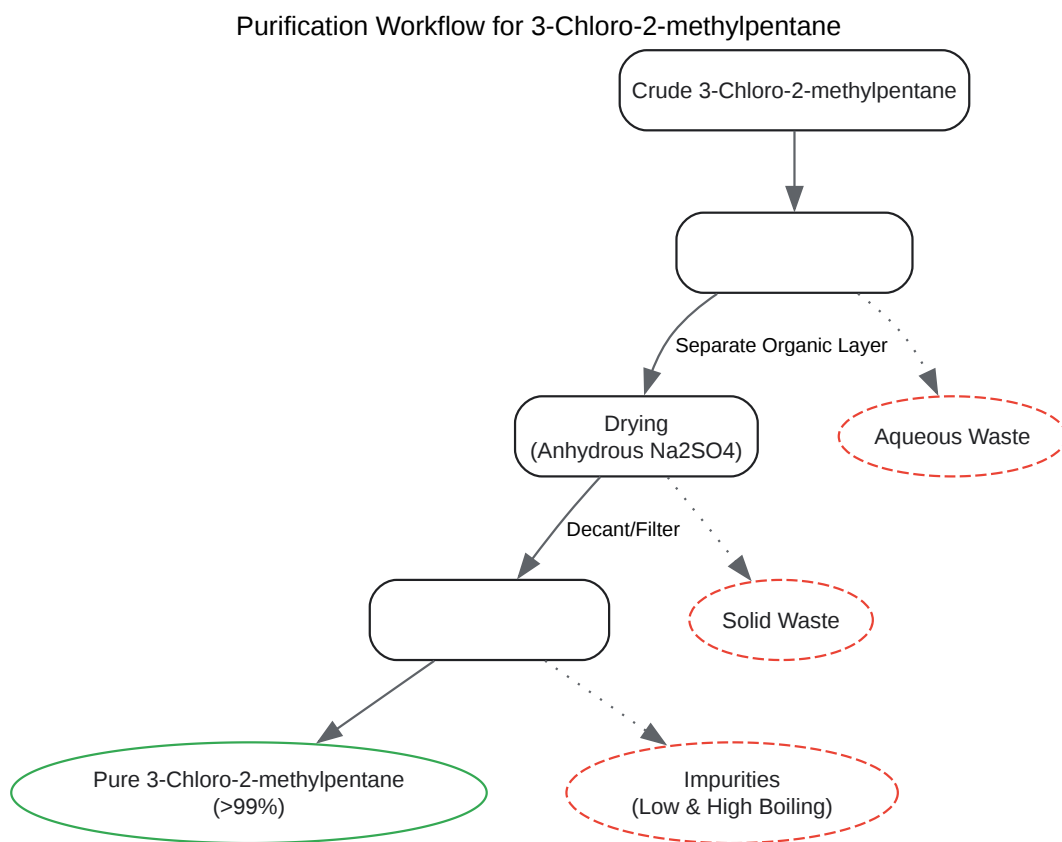 Purification Workflow for 3-Chloro-2-methylpentane
Crude 3-Chloro-2-methylpentane
Separate Organic Layer
Drying
(Anhydrous Na2SO4)
Aqueous Waste
Decant/Filter
Solid Waste
Pure 3-Chloro-2-methylpentane
(>99%)
Impurities
(Low & High Boiling)